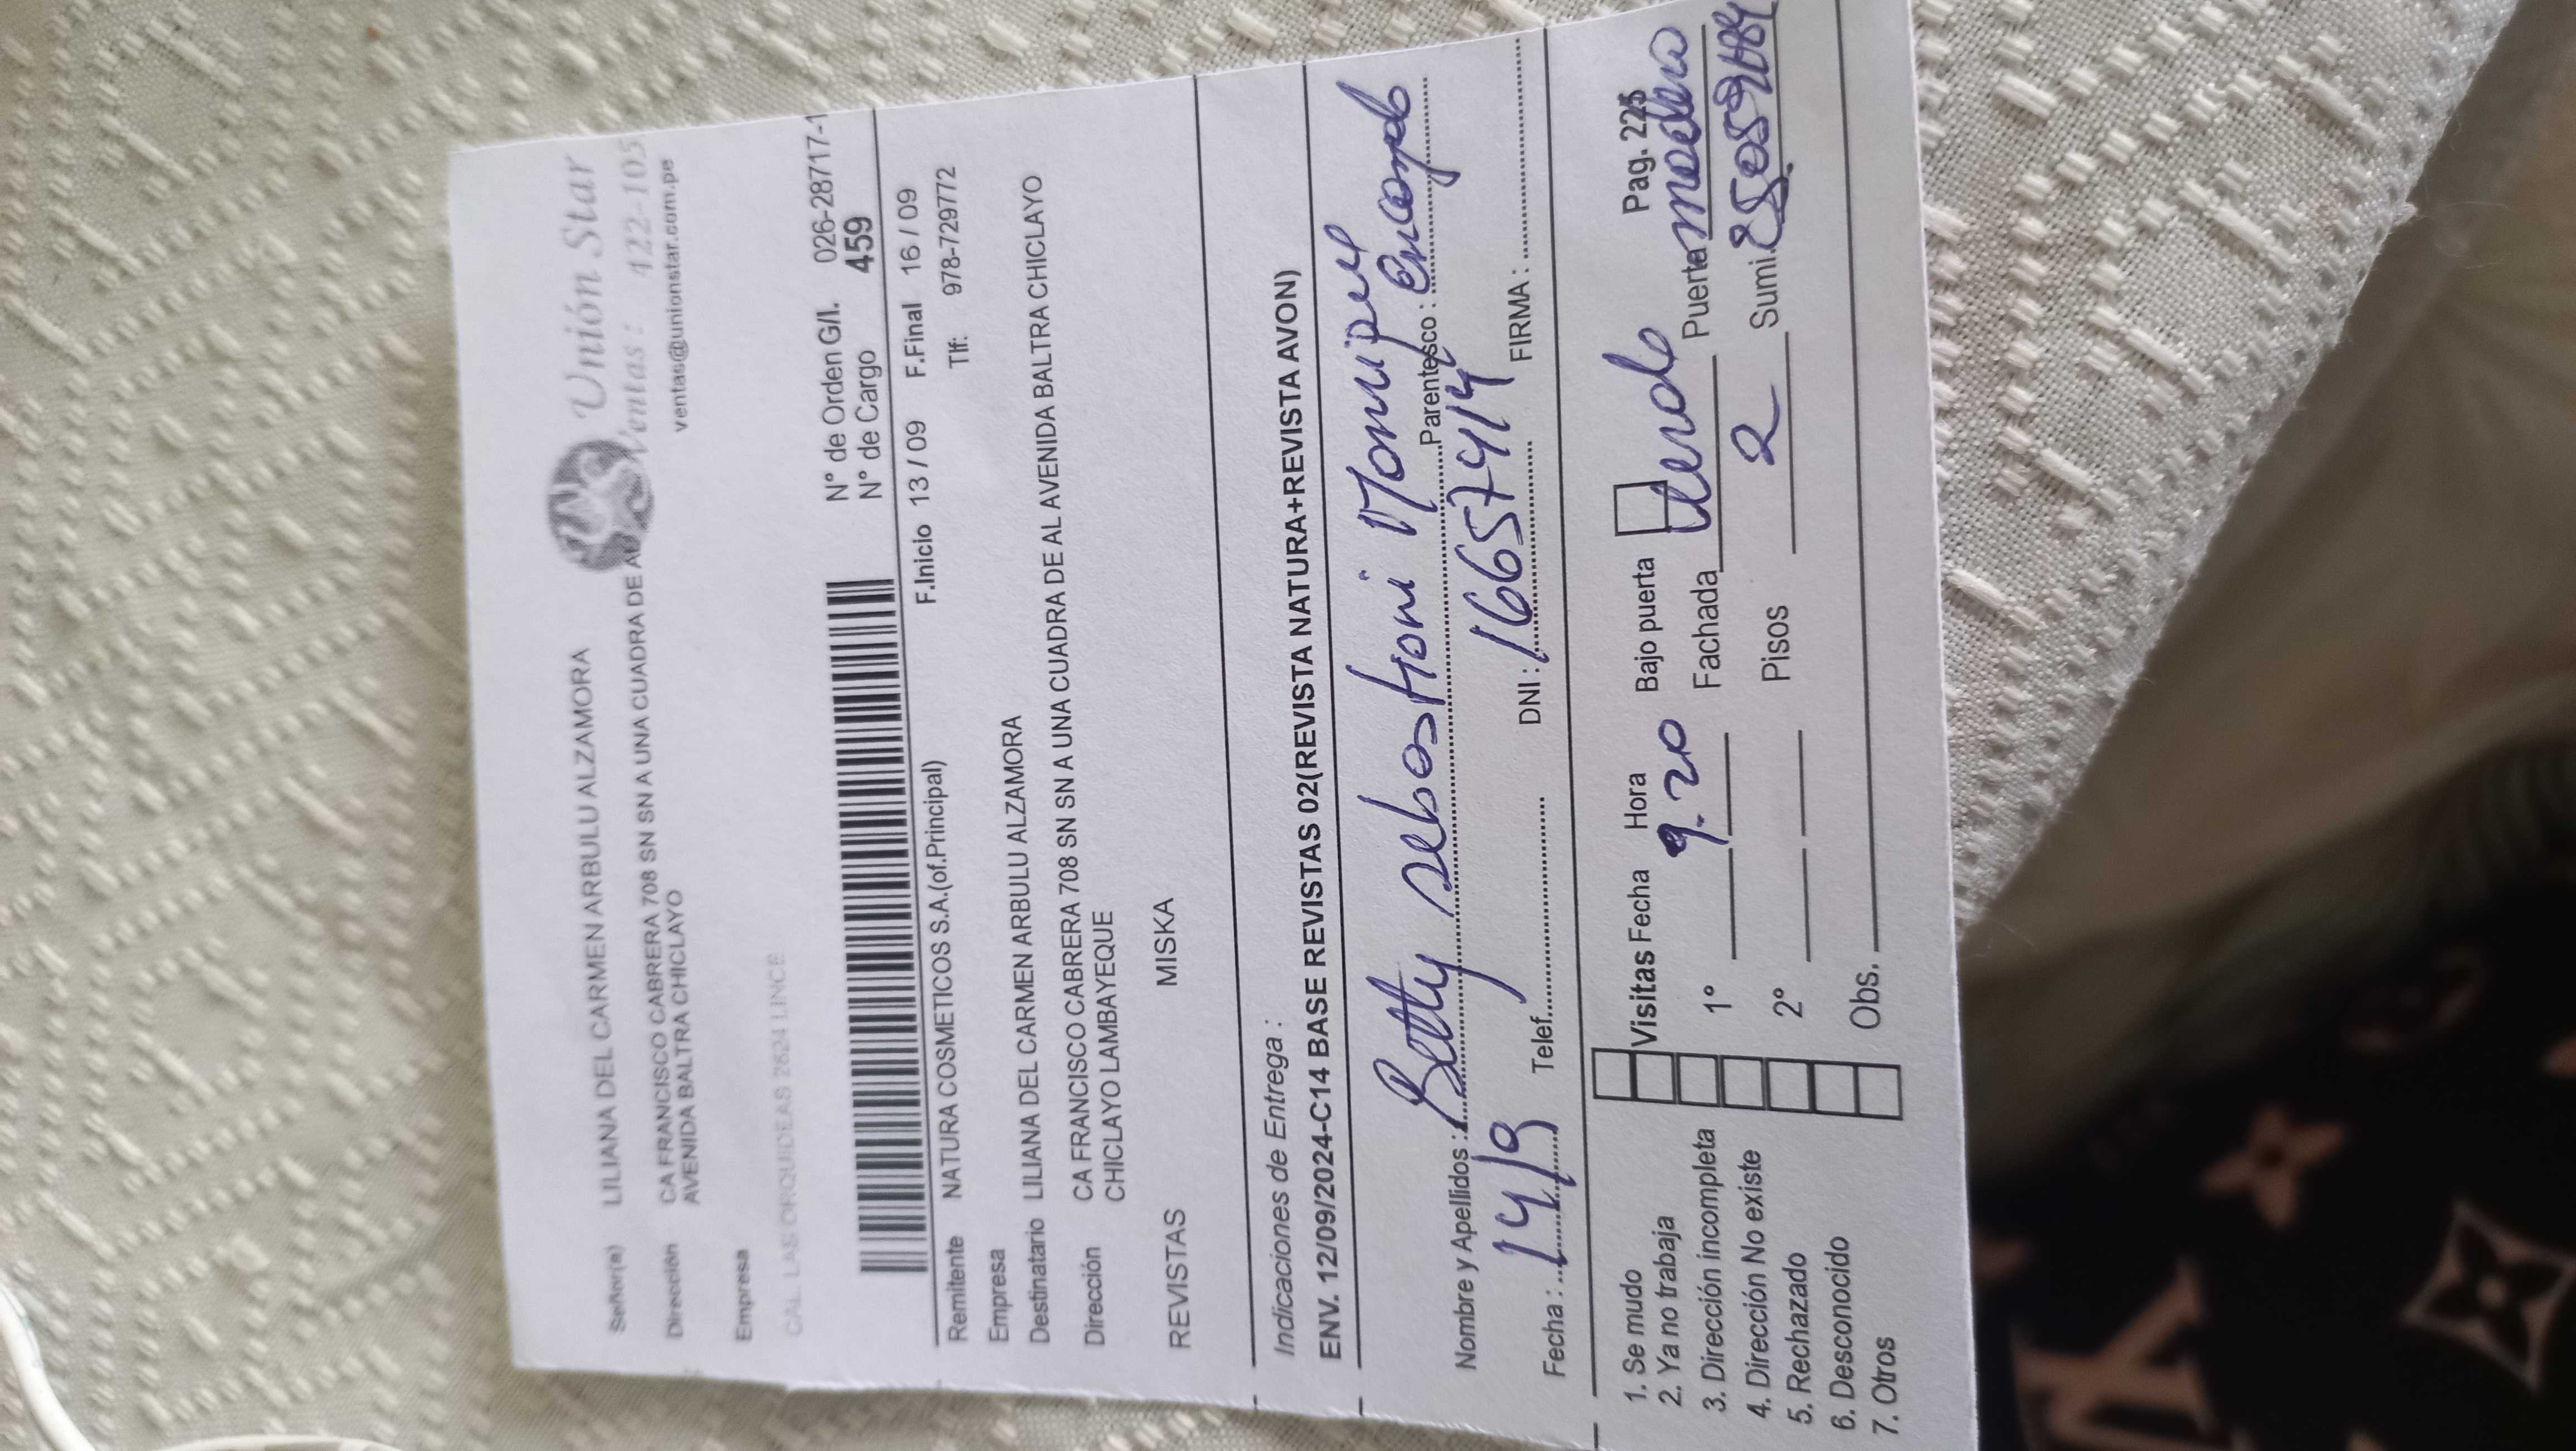 Unión Star
Ventas: 422-105
ventas@unionstar.com.pe
Señor(a) LILIANA DEL CARMEN ARBULU ALZAMORA
Dirección CA FRANCISCO CABRERA 708 SN SN A UNA CUADRA DE AL
AVENIDA BALTRA CHICLAYO
Empresa
CAL. LAS ORQUIDEAS 2624 LINCE
N° de Orden G/I. 026-28717-1
N° de Cargo 459
F.Inicio 13 / 09 F.Final 16 / 09
Remitente NATURA COSMETICOS S.A.(of.Principal) Tlf: 978-729772
Empresa
Destinatario LILIANA DEL CARMEN ARBULU ALZAMORA
Dirección CA FRANCISCO CABRERA 708 SN SN A UNA CUADRA DE AL AVENIDA BALTRA CHICLAYO
CHICLAYO LAMBAYEQUE
REVISTAS MISKA
Indicaciones de Entrega :
ENV. 12/09/2024-C14 BASE REVISTAS 02(REVISTA NATURA+REVISTA AVON)
Nombre y Apellidos : Betty Parentesco :
Fecha : 14/9 Telef. DNI : 16657414 FIRMA :
1. Se mudo
2. Ya no trabaja
3. Dirección incompleta
4. Dirección No existe
5. Rechazado
6. Desconocido
7. Otros
Visitas Fecha Hora Bajo puerta Pag. 225
1° 9.20 Fachada Puerta madera
2° Pisos 2 Sumi.
Obs.